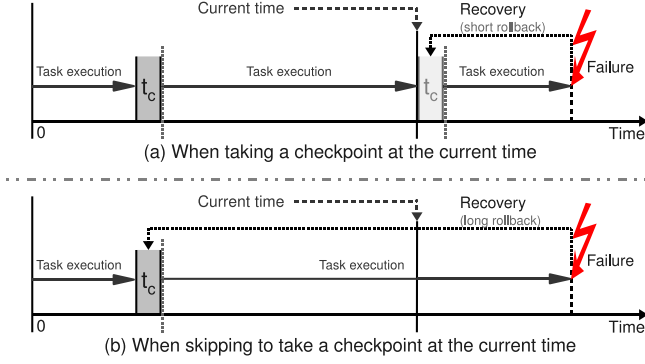 Current time
Recovery
(short rollback)
Task execution
Task execution
Task execution
Failure
t_c
t_c
0
Time
(a) When taking a checkpoint at the current time
Current time
Recovery
(long rollback)
Task execution
Task execution
Failure
t_c
0
Time
(b) When skipping to take a checkpoint at the current time